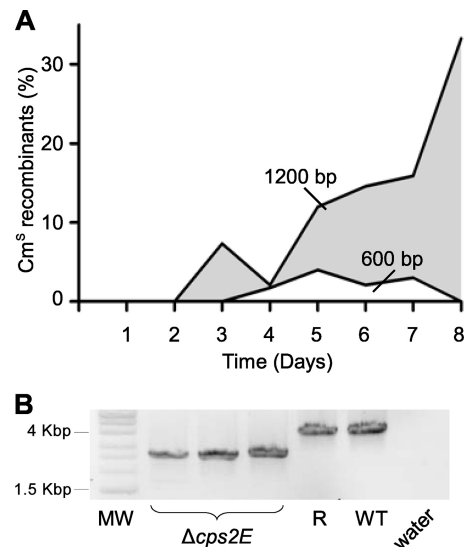 A
Cmˢ recombinants (%)
30
20
10
0
1200 bp
600 bp
1 2 3 4 5 6 7 8
Time (Days)
B
4 Kbp
1.5 Kbp
MW Δcps2E R WT water